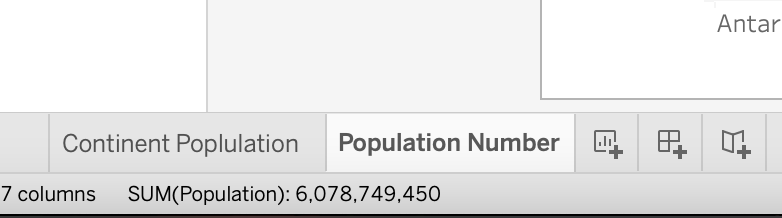 Antar
Continent Poplulation Population Number
7 columns SUM(Population): 6,078,749,450